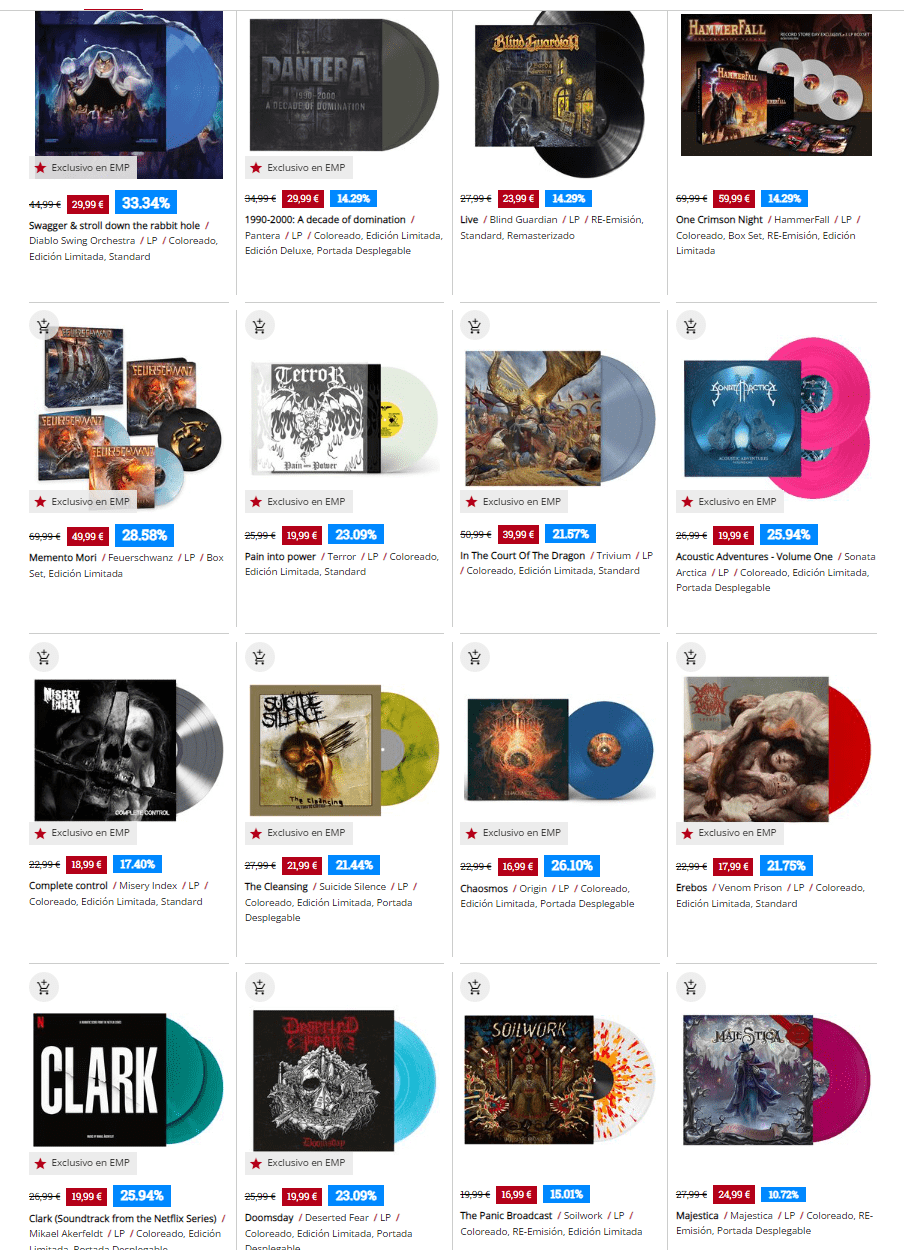 HAMMERFALL
PANTERA
1990-2000
A DECADE OF DOMINATION
Blind Guardian
HAMMERFALL
Exclusivo en EMP
Exclusivo en EMP
44,99 € 29,99 € 33.34%
34,99 € 29,99 € 14.29%
27,99 € 23,99 € 14.29%
69,99 € 59,99 € 14.29%
Swagger & stroll down the rabbit hole /
Diablo Swing Orchestra / LP / Coloreado,
Edición Limitada, Standard
1990-2000: A decade of domination /
Pantera / LP / Coloreado, Edición Limitada,
Edición Deluxe, Portada Desplegable
Live / Blind Guardian / LP / RE-Emisión,
Standard, Remasterizado
One Crimson Night / HammerFall / LP /
Coloreado, Box Set, RE-Emisión, Edición
Limitada
FEUERSCHWANZ
FEUERSCHWANZ
FEUERSCHWANZ
FEUERSCHWANZ
TERROR
Pain into Power
SONATA ARCTICA
ACOUSTIC ADVENTURES
Exclusivo en EMP
Exclusivo en EMP
Exclusivo en EMP
Exclusivo en EMP
69,99 € 49,99 € 28.58%
25,99 € 19,99 € 23.09%
50,99 € 39,99 € 21.57%
26,99 € 19,99 € 25.94%
Memento Mori / Feuerschwanz / LP / Box
Set, Edición Limitada
Pain into power / Terror / LP / Coloreado,
Edición Limitada, Standard
In The Court Of The Dragon / Trivium / LP
/ Coloreado, Edición Limitada, Standard
Acoustic Adventures - Volume One / Sonata
Arctica / LP / Coloreado, Edición Limitada,
Portada Desplegable
MISERY
INDEX
COMPLETE CONTROL
SUICIDE
SILENCE
The Cleansing
CHAOSMOS
Exclusivo en EMP
Exclusivo en EMP
Exclusivo en EMP
Exclusivo en EMP
22,99 € 18,99 € 17.40%
27,99 € 21,99 € 21.44%
22,99 € 16,99 € 26.10%
22,99 € 17,99 € 21.75%
Complete control / Misery Index / LP /
Coloreado, Edición Limitada, Standard
The Cleansing / Suicide Silence / LP /
Coloreado, Edición Limitada, Portada
Desplegable
Chaosmos / Origin / LP / Coloreado,
Edición Limitada, Portada Desplegable
Erebos / Venom Prison / LP / Coloreado,
Edición Limitada, Standard
N
CLARK
Deserted
Fear
Doomsday
SOILWORK
MAJESTICA
Exclusivo en EMP
Exclusivo en EMP
26,99 € 19,99 € 25.94%
25,99 € 19,99 € 23.09%
19,99 € 16,99 € 15.01%
27,99 € 24,99 € 10.72%
Clark (Soundtrack from the Netflix Series) /
Mikael Akerfeldt / LP / Coloreado, Edición
Limitada, Portada Desplegable
Doomsday / Deserted Fear / LP /
Coloreado, Edición Limitada, Portada
Desplegable
The Panic Broadcast / Soilwork / LP /
Coloreado, RE-Emisión, Edición Limitada
Majestica / Majestica / LP / Coloreado, RE-
Emisión, Portada Desplegable